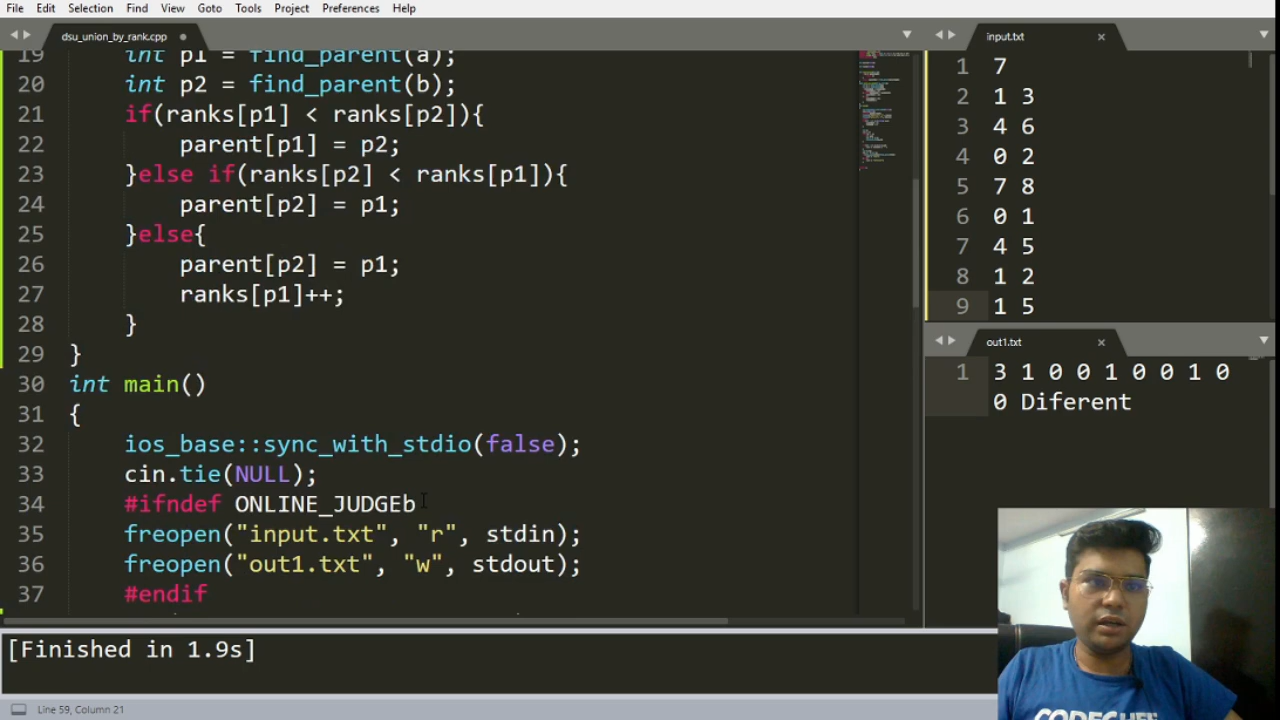 File Edit Selection Find View Goto Tools Project Preferences Help
dsu_union_by_rank.cpp
19 int p1 = find_parent(a);
20 int p2 = find_parent(b);
21 if(ranks[p1] < ranks[p2]){
22 parent[p1] = p2;
23 }else if(ranks[p2] < ranks[p1]){
24 parent[p2] = p1;
25 }else{
26 parent[p2] = p1;
27 ranks[p1]++;
28 }
29 }
30 int main()
31 {
32 ios_base::sync_with_stdio(false);
33 cin.tie(NULL);
34 #ifndef ONLINE_JUDGEb
35 freopen("input.txt", "r", stdin);
36 freopen("out1.txt", "w", stdout);
37 #endif
input.txt
1 7
2 1 3
3 4 6
4 0 2
5 7 8
6 0 1
7 4 5
8 1 2
9 1 5
out1.txt
1 3 1 0 0 1 0 0 1 0
0 Diferent
[Finished in 1.9s]
Line 59, Column 21